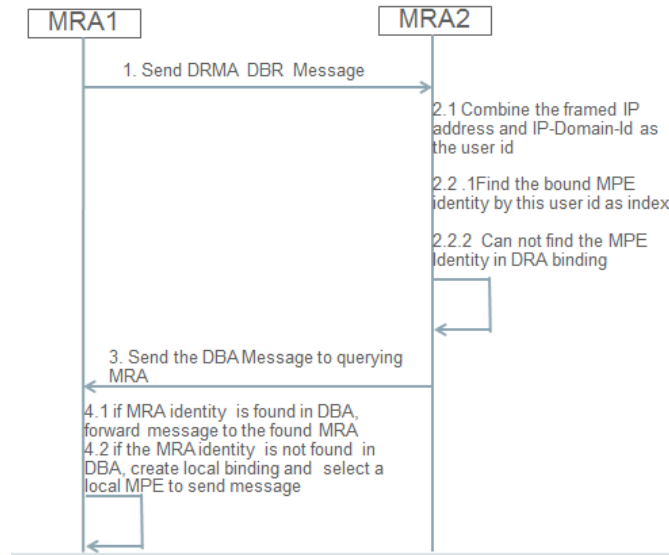 MRA1
MRA2
1. Send DRMA DBR Message
2.1 Combine the framed IP
address and IP-Domain-Id as
the user id
2.2 .1Find the bound MPE
identity by this user id as index
2.2.2 Can not find the MPE
Identity in DRA binding
3. Send the DBA Message to querying
MRA
4.1 if MRA identity is found in DBA,
forward message to the found MRA
4.2 if the MRA identity is not found in
DBA, create local binding and select a
local MPE to send message